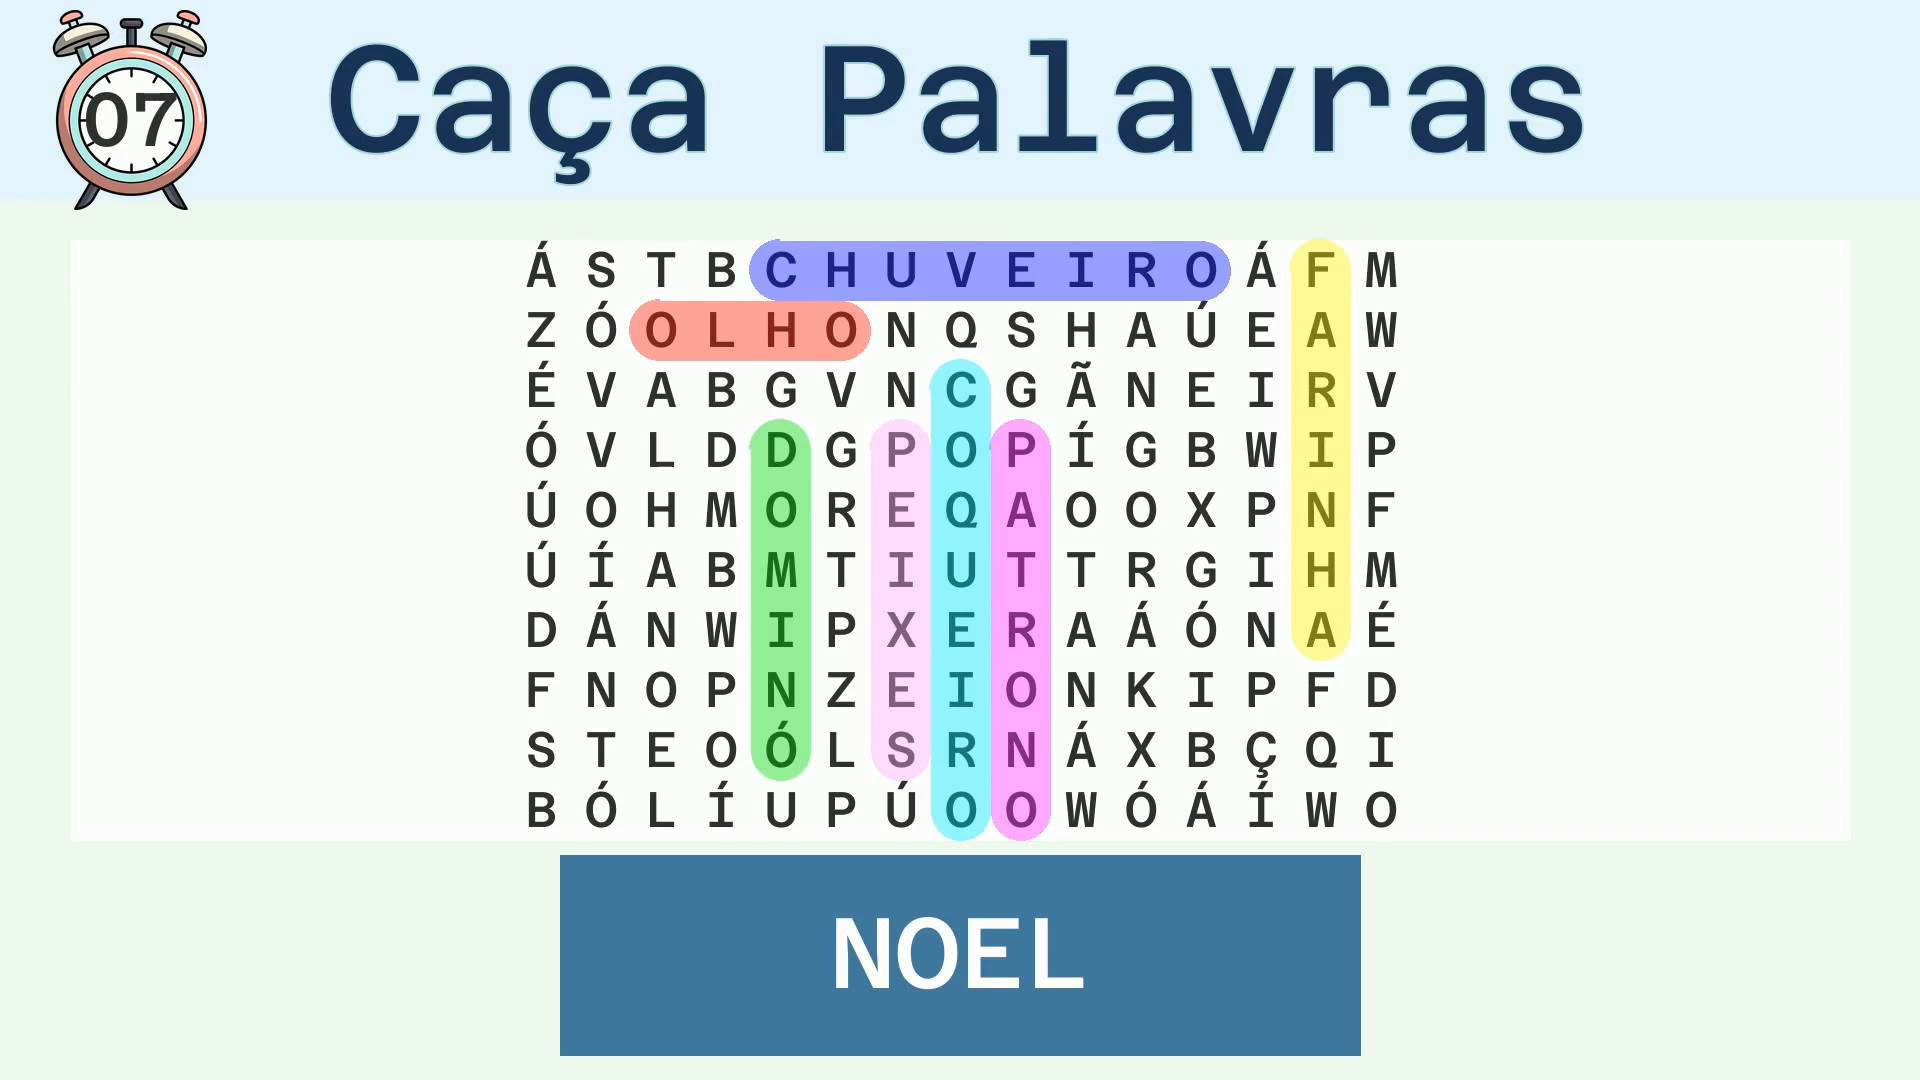 07
Caça Palavras
Á S T B C H U V E I R O Á F M
Z Ó O L H O N Q S H A Ú E A W
É V A B G V N C G Ã N E I R V
Ó V L D D G P O P Í G B W I P
Ú O H M O R E Q A O O X P N F
Ú Í A B M T I U T T R G I H M
D Á N W I P X E R A Á Ó N A É
F N O P N Z E I O N K I P F D
S T E O Ó L S R N Á X B Ç Q I
B Ó L Í U P Ú O O W Ó Á Í W O
NOEL